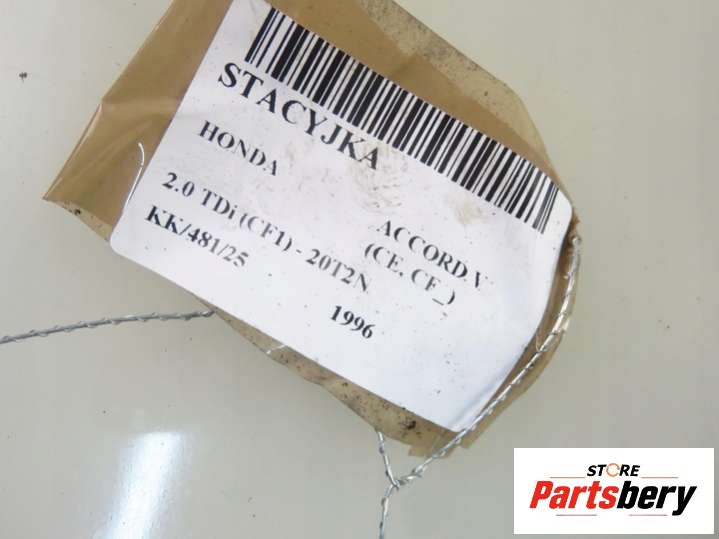 STACYJKA
HONDA
ACCORD V
(CE, CF_)
2.0 TDi (CF1) - 20T2N
1996
KK/481/25
STORE
Partsbery